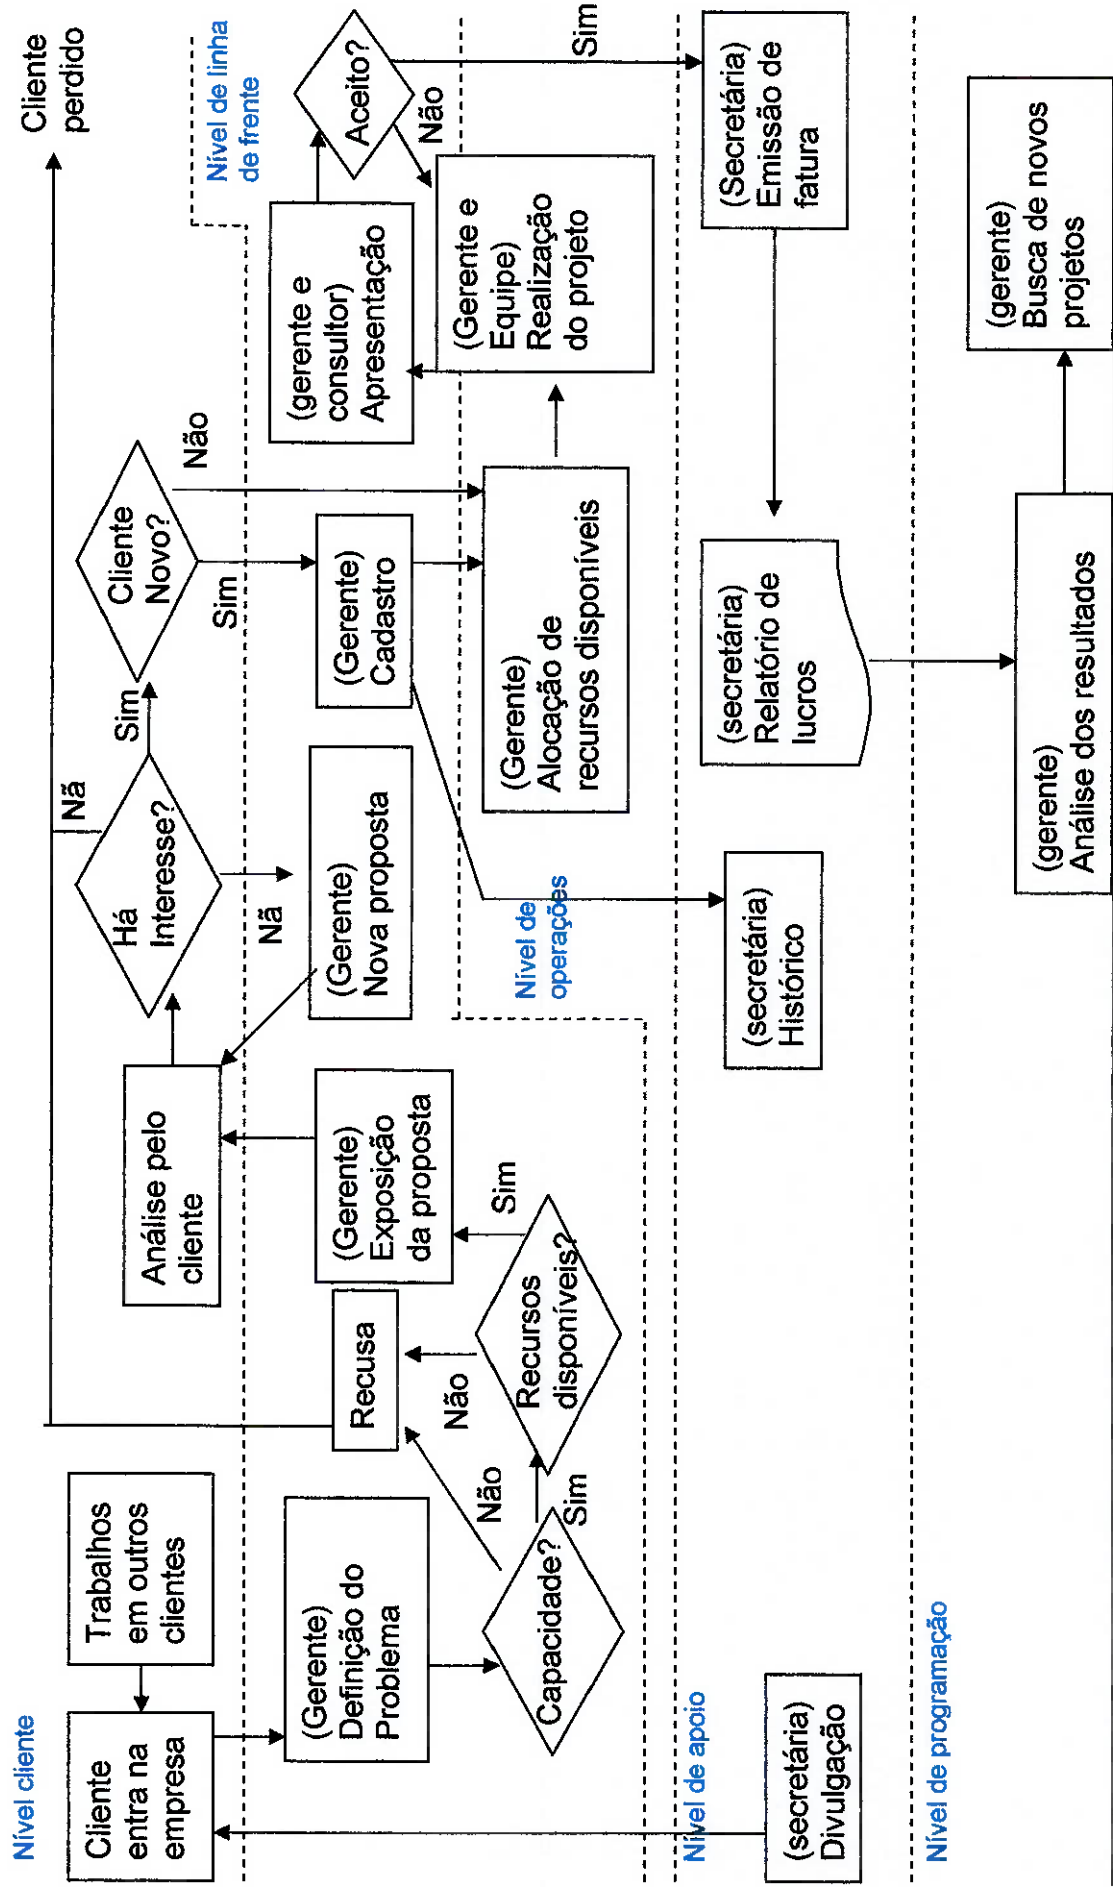 Nível cliente
Cliente
entra na
empresa
Trabalhos
em outros
clientes
Análise pelo
cliente
Há
Interesse?
Nã
Sim
Nã
Cliente
Novo?
Sim
Não
Cliente
perdido
Nível de linha
de frente
(Gerente)
Definição do
Problema
Recusa
(Gerente)
Exposição
da proposta
(Gerente)
Nova proposta
(Gerente)
Cadastro
(gerente e
consultor)
Apresentação
Aceito?
Não
Sim
Capacidade?
Não
Sim
Recursos
disponíveis?
Não
Sim
Nível de
operações
(Gerente)
Alocação de
recursos disponíveis
(Gerente e
Equipe)
Realização
do projeto
Nível de apoio
(secretária)
Divulgação
(secretária)
Histórico
(secretária)
Relatório de
lucros
(Secretária)
Emissão de
fatura
Nível de programação
(gerente)
Análise dos resultados
(gerente)
Busca de novos
projetos